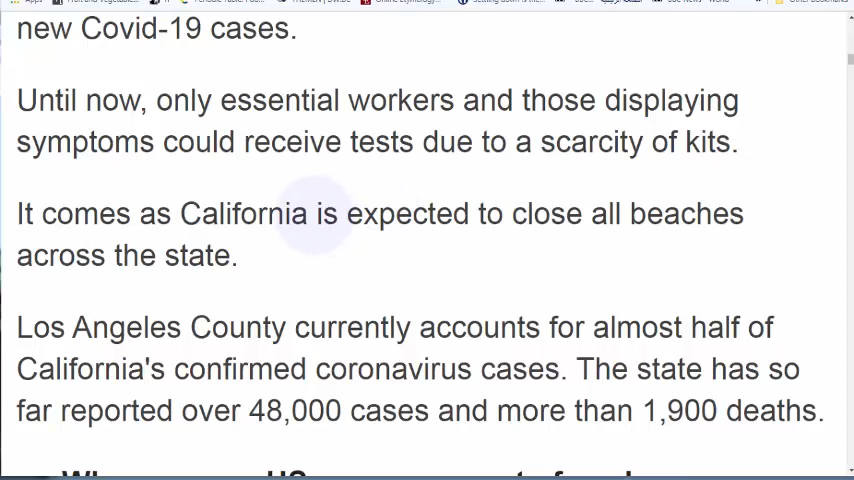 new Covid-19 cases.
Until now, only essential workers and those displaying
symptoms could receive tests due to a scarcity of kits.
It comes as California is expected to close all beaches
across the state.
Los Angeles County currently accounts for almost half of
California's confirmed coronavirus cases. The state has so
far reported over 48,000 cases and more than 1,900 deaths.